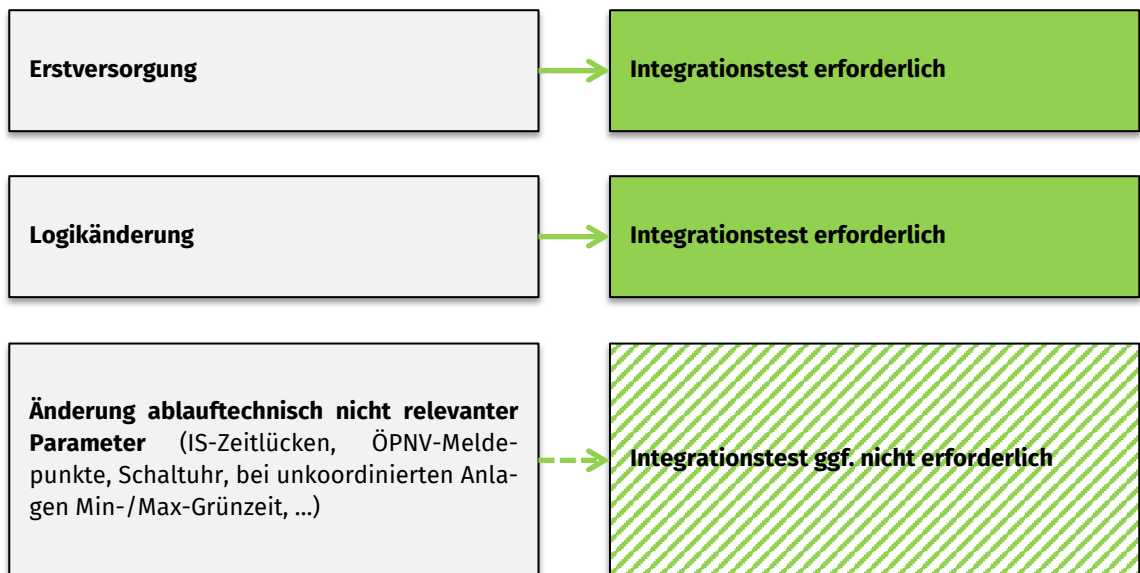 Erstversorgung
Integrationstest erforderlich
Logikänderung
Integrationstest erforderlich
Änderung ablauftechnisch nicht relevanter
Parameter (IS-Zeitlücken, ÖPNV-Melde-
punkte, Schaltuhr, bei unkoordinierten Anla-
gen Min-/Max-Grünzeit, ...)
Integrationstest ggf. nicht erforderlich